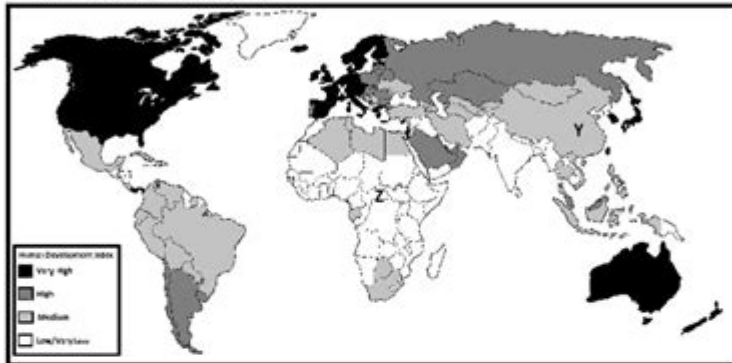 Y
Z
Human Development Index
Very High
High
Medium
Low/Very Low